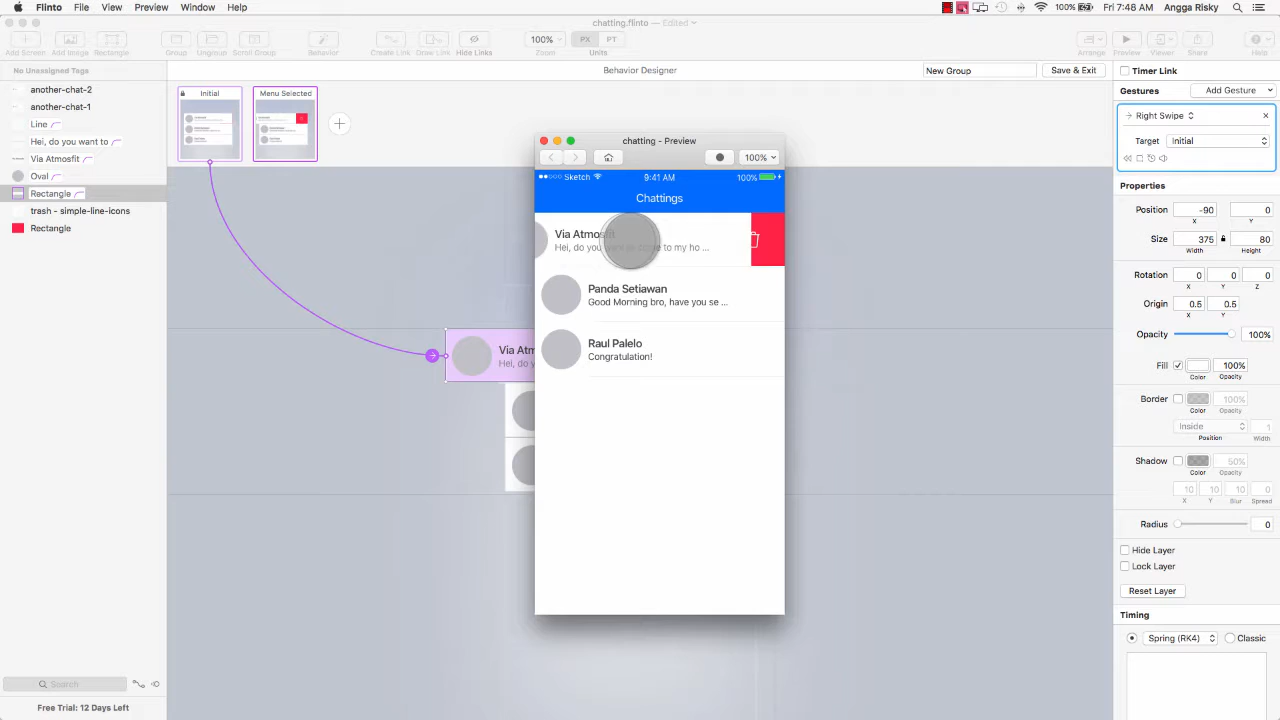 Flinto File Edit Preview Window Help 100% Fri 7:48 AM Angga Risky
chatting.flinto — Edited
Add Screen Add Image Rectangle Group Ungroup Scroll Group Behavior Create Link Draw Link Hide Links 100% Zoom PX PT Units Arrange Preview Viewer Share Help
No Unassigned Tags
another-chat-2
another-chat-1
Line
Hei, do you want to
Via Atmosfit
Oval
Rectangle
trash - simple-line-icons
Rectangle
Search
Free Trial: 12 Days Left
Behavior Designer New Group Save & Exit
Initial Menu Selected
Via Atm
Hei, do y
chatting - Preview
100%
Sketch 9:41 AM 100%
Chattings
Via Atmosfit
Hei, do you want to come to my ho ...
Panda Setiawan
Good Morning bro, have you se ...
Raul Palelo
Congratulation!
Timer Link
Gestures Add Gesture
Right Swipe
Target Initial
Properties
Position -90 0
X Y
Size 375 80
Width Height
Rotation 0 0 0
X Y Z
Origin 0.5 0.5
X Y
Opacity 100%
Fill 100%
Color Opacity
Border 100%
Color Opacity
Inside 1
Position Width
Shadow 50%
Color Opacity
10 10 10 0
X Y Blur Spread
Radius 0
Hide Layer
Lock Layer
Reset Layer
Timing
Spring (RK4) Classic